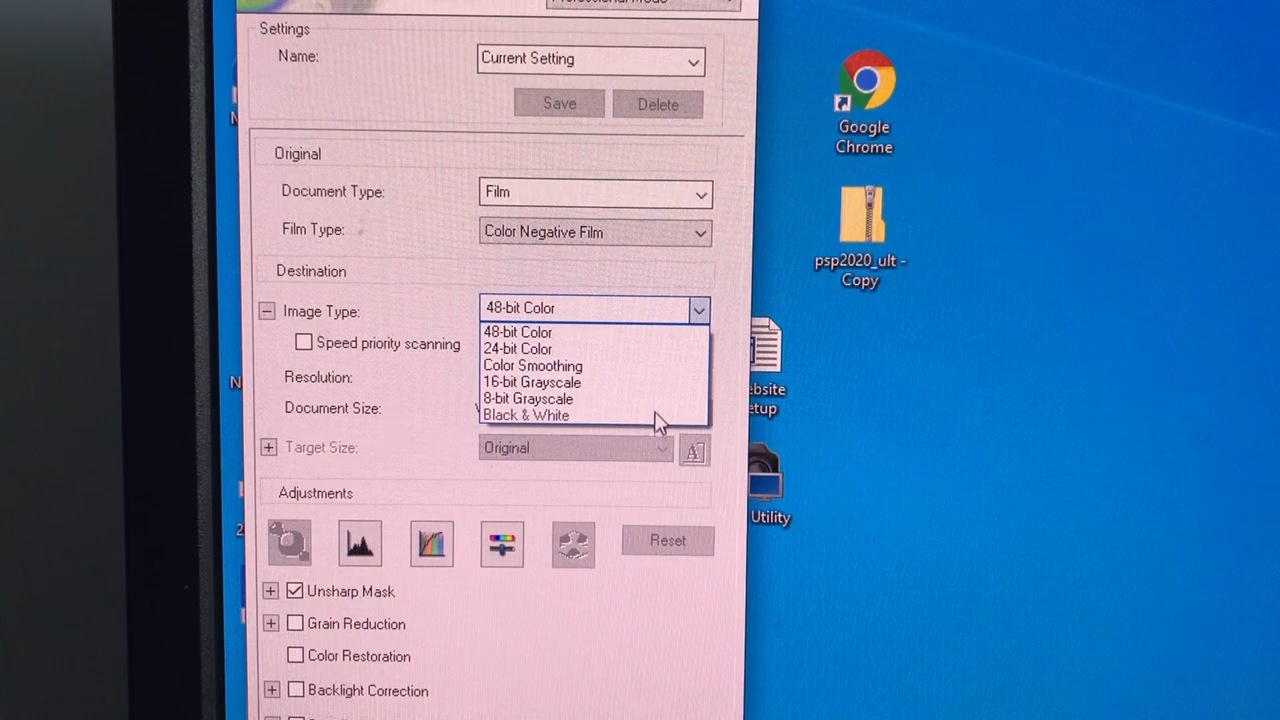 Professional Mode
Settings
Name:
Current Setting
Save
Delete
Original
Document Type:
Film
Film Type:
Color Negative Film
Destination
Image Type:
48-bit Color
48-bit Color
24-bit Color
Color Smoothing
16-bit Grayscale
8-bit Grayscale
Black & White
Speed priority scanning
Resolution:
Document Size:
Target Size:
Original
A
Adjustments
Reset
Unsharp Mask
Grain Reduction
Color Restoration
Backlight Correction
Google
Chrome
psp2020_ult -
Copy
ebsite
etup
Utility
N
N
2